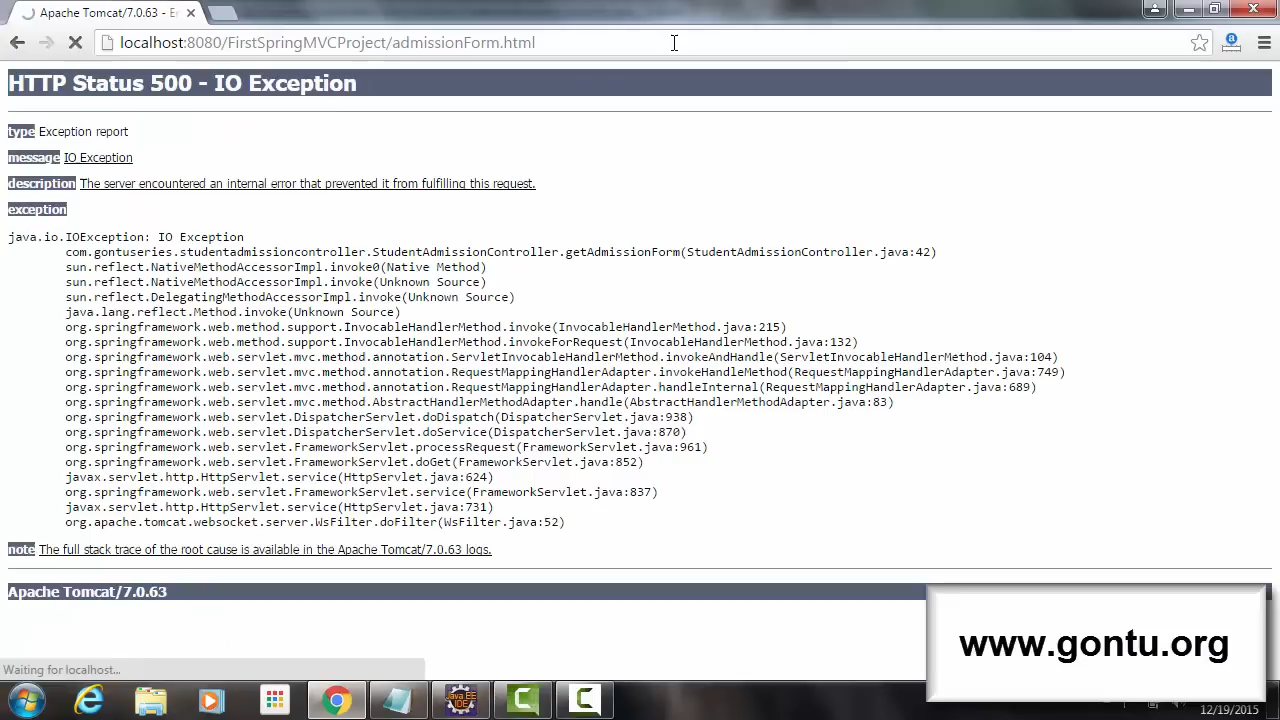 Apache Tomcat/7.0.63 - E
localhost:8080/FirstSpringMVCProject/admissionForm.html
HTTP Status 500 - IO Exception
type Exception report
message IO Exception
description The server encountered an internal error that prevented it from fulfilling this request.
exception
java.io.IOException: IO Exception
com.gontuseries.studentadmissioncontroller.StudentAdmissionController.getAdmissionForm(StudentAdmissionController.java:42)
sun.reflect.NativeMethodAccessorImpl.invoke0(Native Method)
sun.reflect.NativeMethodAccessorImpl.invoke(Unknown Source)
sun.reflect.DelegatingMethodAccessorImpl.invoke(Unknown Source)
java.lang.reflect.Method.invoke(Unknown Source)
org.springframework.web.method.support.InvocableHandlerMethod.invoke(InvocableHandlerMethod.java:215)
org.springframework.web.method.support.InvocableHandlerMethod.invokeForRequest(InvocableHandlerMethod.java:132)
org.springframework.web.servlet.mvc.method.annotation.ServletInvocableHandlerMethod.invokeAndHandle(ServletInvocableHandlerMethod.java:104)
org.springframework.web.servlet.mvc.method.annotation.RequestMappingHandlerAdapter.invokeHandleMethod(RequestMappingHandlerAdapter.java:749)
org.springframework.web.servlet.mvc.method.annotation.RequestMappingHandlerAdapter.handleInternal(RequestMappingHandlerAdapter.java:689)
org.springframework.web.servlet.mvc.method.AbstractHandlerMethodAdapter.handle(AbstractHandlerMethodAdapter.java:83)
org.springframework.web.servlet.DispatcherServlet.doDispatch(DispatcherServlet.java:938)
org.springframework.web.servlet.DispatcherServlet.doService(DispatcherServlet.java:870)
org.springframework.web.servlet.FrameworkServlet.processRequest(FrameworkServlet.java:961)
org.springframework.web.servlet.FrameworkServlet.doGet(FrameworkServlet.java:852)
javax.servlet.http.HttpServlet.service(HttpServlet.java:624)
org.springframework.web.servlet.FrameworkServlet.service(FrameworkServlet.java:837)
javax.servlet.http.HttpServlet.service(HttpServlet.java:731)
org.apache.tomcat.websocket.server.WsFilter.doFilter(WsFilter.java:52)
note The full stack trace of the root cause is available in the Apache Tomcat/7.0.63 logs.
Apache Tomcat/7.0.63
www.gontu.org
Waiting for localhost...
Java EE
IDE
12/19/2015